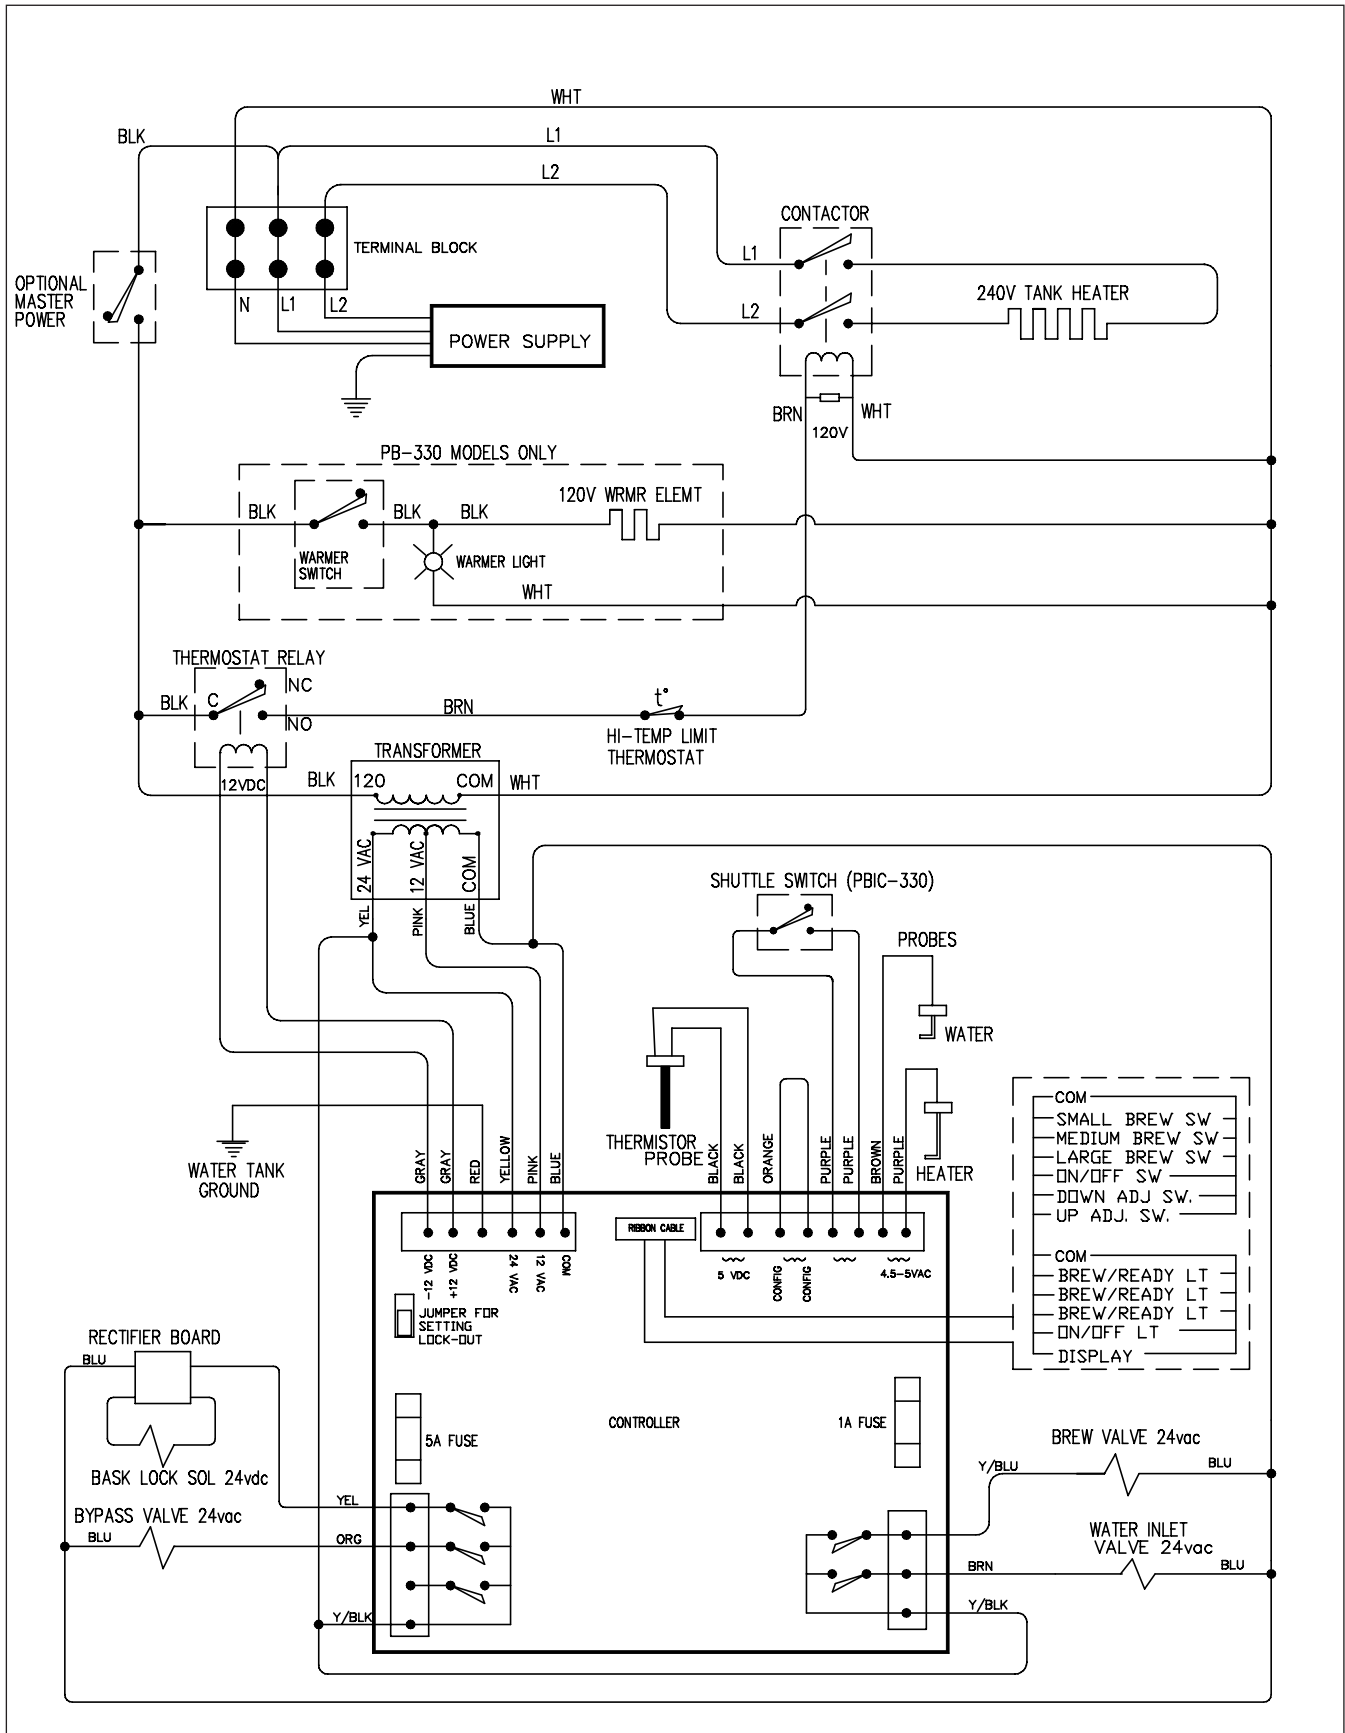 WHT
BLK
L1
L2
CONTACTOR
TERMINAL BLOCK
L1
OPTIONAL
MASTER
POWER
N
L1
L2
L2
240V TANK HEATER
POWER SUPPLY
BRN
WHT
120V
PB-330 MODELS ONLY
120V WRMR ELEMT
BLK
BLK
BLK
WARMER
SWITCH
WARMER LIGHT
WHT
THERMOSTAT RELAY
NC
C
BLK
NO
BRN
t°
HI-TEMP LIMIT
THERMOSTAT
TRANSFORMER
12VDC
BLK
120
COM
WHT
24 VAC
12 VAC
COM
YEL
PINK
BLUE
SHUTTLE SWITCH (PBIC-330)
PROBES
WATER
THERMISTOR
PROBE
HEATER
WATER TANK
GROUND
GRAY
GRAY
RED
YELLOW
PINK
BLUE
BLACK
BLACK
ORANGE
PURPLE
PURPLE
BROWN
PURPLE
COM
SMALL BREW SW
MEDIUM BREW SW
LARGE BREW SW
ON/OFF SW
DOWN ADJ SW.
UP ADJ. SW.
COM
BREW/READY LT
BREW/READY LT
BREW/READY LT
ON/OFF LT
DISPLAY
RIBBON CABLE
-12 VDC
+12 VDC
24 VAC
12 VAC
COM
5 VDC
CONFIG
CONFIG
4.5-5VAC
JUMPER FOR
SETTING
LOCK-OUT
RECTIFIER BOARD
BLU
BASK LOCK SOL 24vdc
5A FUSE
CONTROLLER
1A FUSE
BREW VALVE 24vac
Y/BLU
BLU
YEL
BYPASS VALVE 24vac
BLU
ORG
WATER INLET
VALVE 24vac
BRN
BLU
Y/BLK
Y/BLK